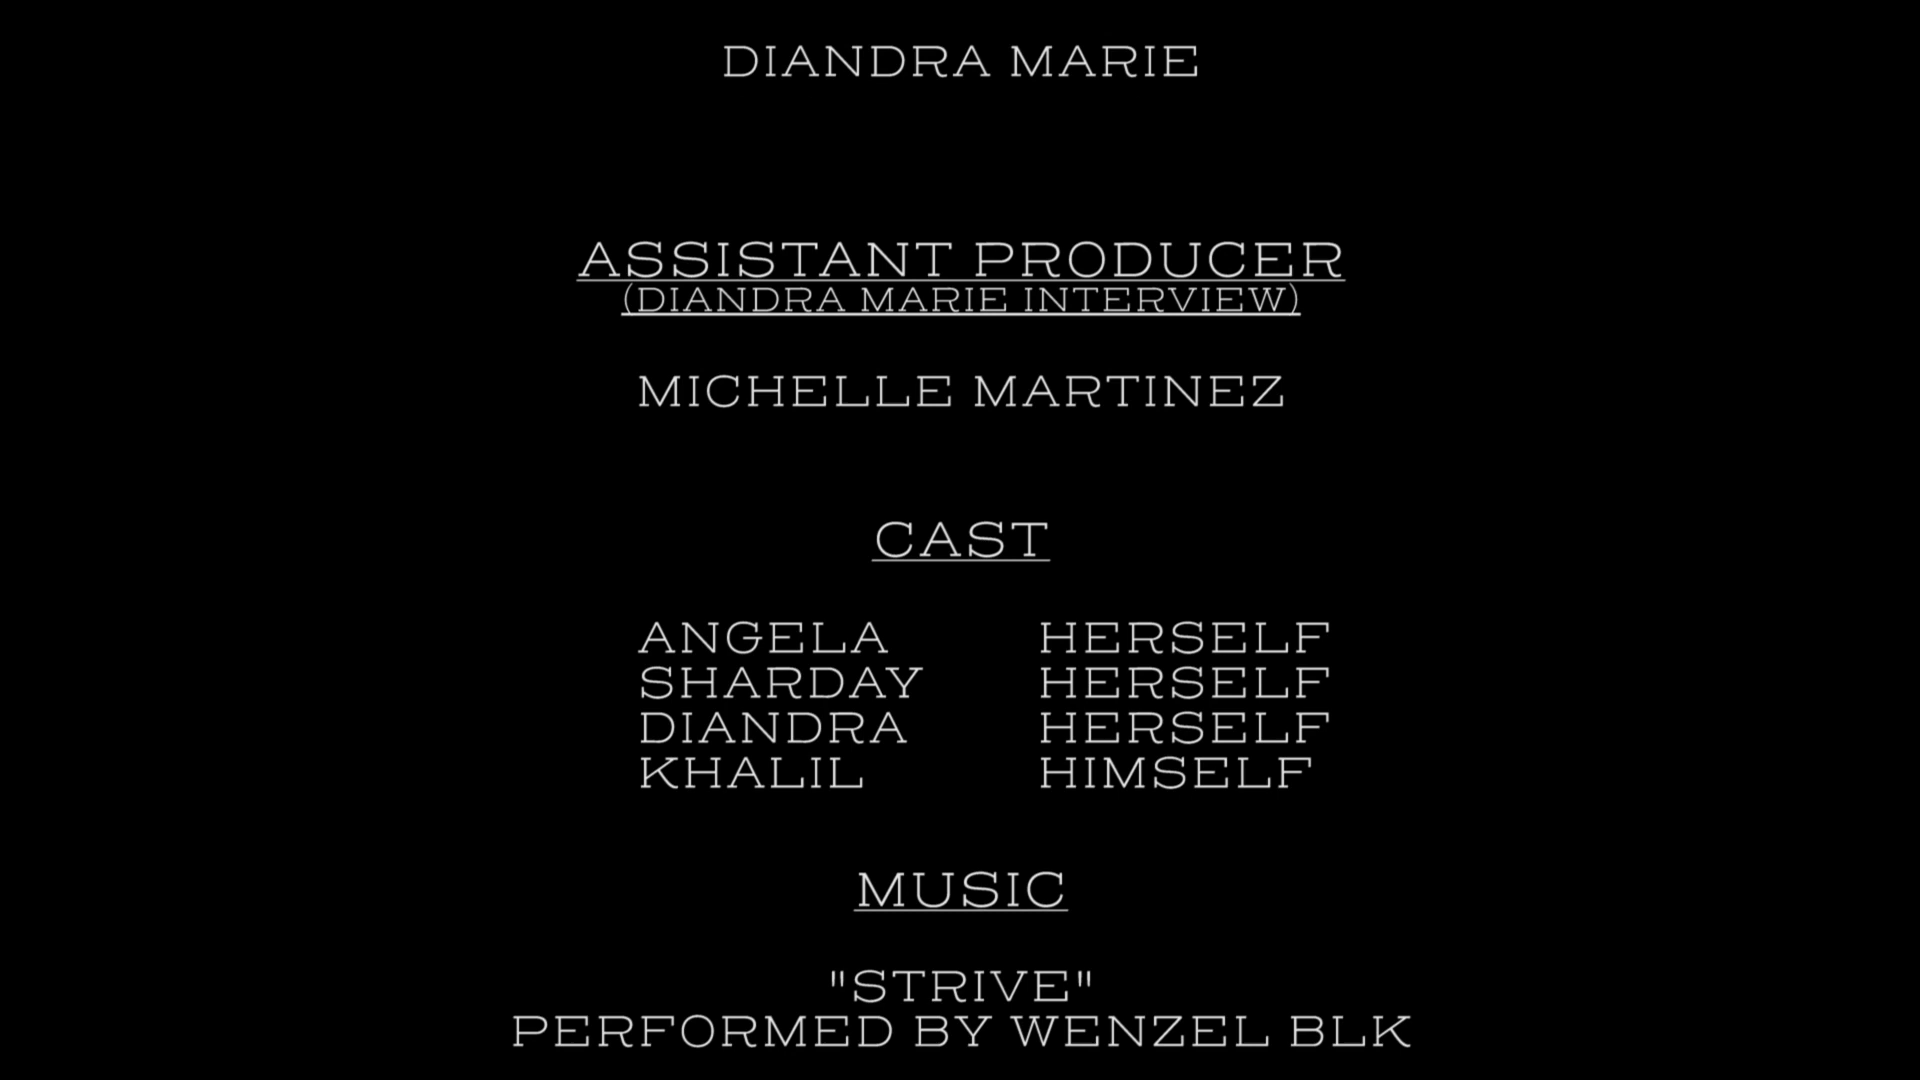 DIANDRA MARIE
ASSISTANT PRODUCER
(DIANDRA MARIE INTERVIEW)
MICHELLE MARTINEZ
CAST
ANGELA HERSELF
SHARDAY HERSELF
DIANDRA HERSELF
KHALIL HIMSELF
MUSIC
"STRIVE"
PERFORMED BY WENZEL BLK